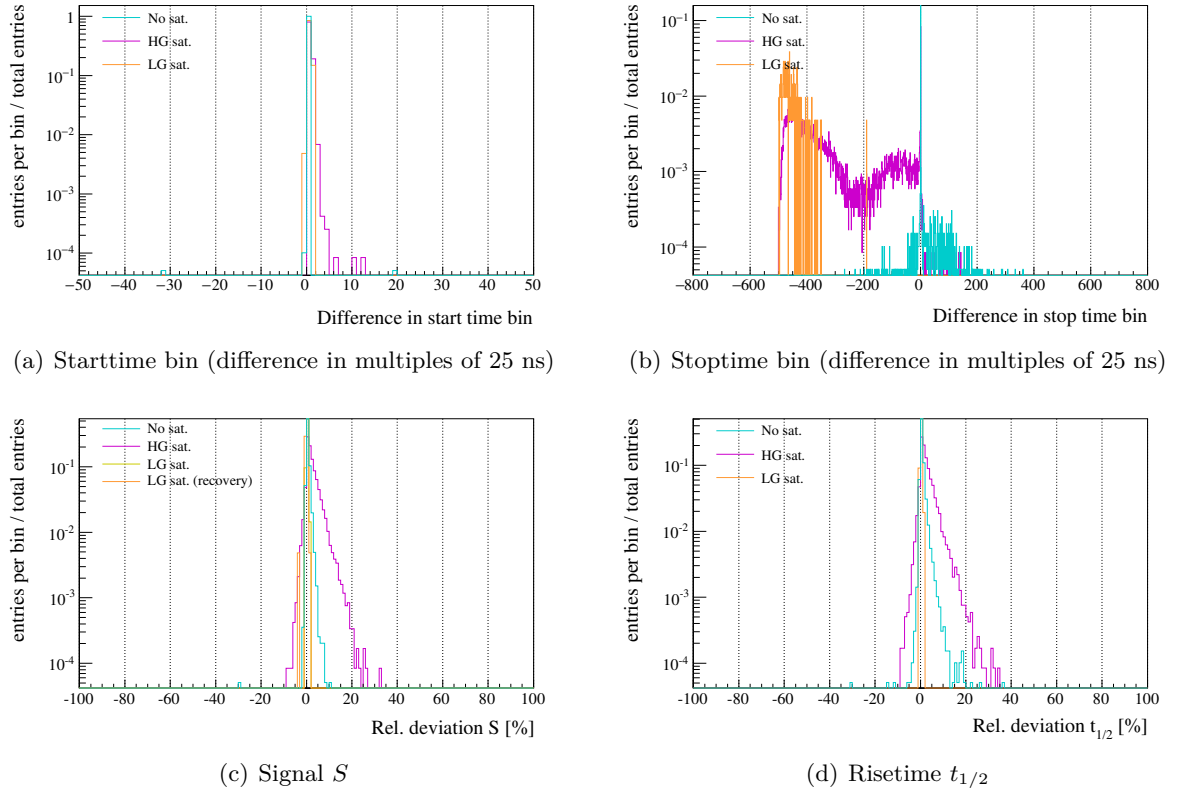 entries per bin / total entries
1
10⁻¹
10⁻²
10⁻³
10⁻⁴
No sat.
HG sat.
LG sat.
−50 −40 −30 −20 −10 0 10 20 30 40 50
Difference in start time bin
(a) Starttime bin (difference in multiples of 25 ns)
entries per bin / total entries
10⁻¹
10⁻²
10⁻³
10⁻⁴
No sat.
HG sat.
LG sat.
−800 −600 −400 −200 0 200 400 600 800
Difference in stop time bin
(b) Stoptime bin (difference in multiples of 25 ns)
entries per bin / total entries
10⁻¹
10⁻²
10⁻³
10⁻⁴
No sat.
HG sat.
LG sat.
LG sat. (recovery)
-100 -80 -60 -40 -20 0 20 40 60 80 100
Rel. deviation S [%]
(c) Signal S
entries per bin / total entries
10⁻¹
10⁻²
10⁻³
10⁻⁴
No sat.
HG sat.
LG sat.
-100 -80 -60 -40 -20 0 20 40 60 80 100
Rel. deviation t₁/₂ [%]
(d) Risetime t₁/₂